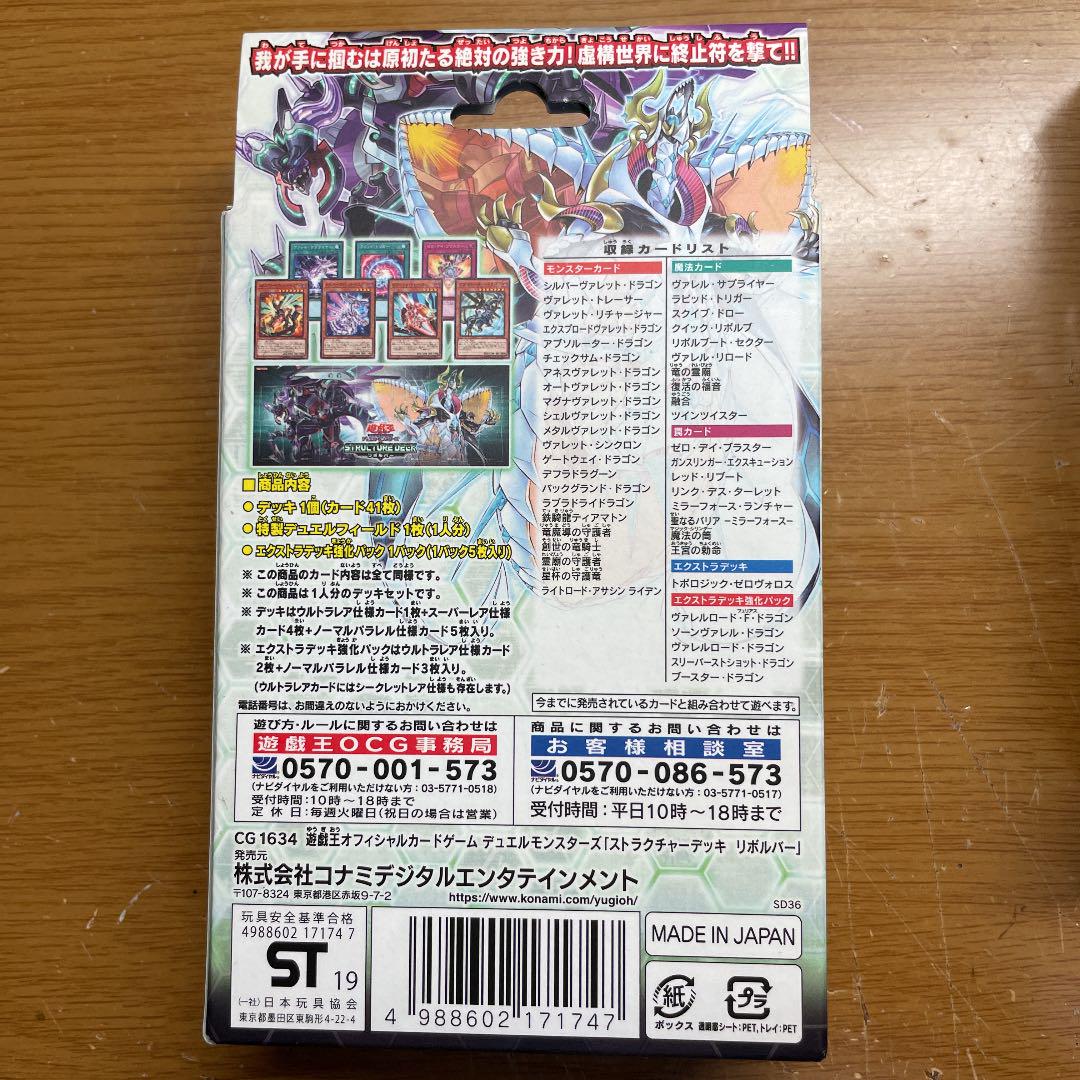 我が手に掴むは原初たる絶対の強き力!虚構世界に終止符を撃て!!
収録カードリスト
モンスターカード
シルバーヴァレット・ドラゴン
ヴァレット・トレーサー
ヴァレット・リチャージャー
エクスプロードヴァレット・ドラゴン
アブソルーター・ドラゴン
チェックサム・ドラゴン
アネスヴァレット・ドラゴン
オートヴァレット・ドラゴン
マグナヴァレット・ドラゴン
シェルヴァレット・ドラゴン
メタルヴァレット・ドラゴン
ヴァレット・シンクロン
ゲートウェイ・ドラゴン
デフラドラグーン
バックグランド・ドラゴン
ラブラドライドラゴン
鉄騎龍ティアマトン
竜魔導の守護者
創世の竜騎士
霊廟の守護者
星杯の守護竜
ライトロード・アサシン ライデン
魔法カード
ヴァレル・サプライヤー
ラピッド・トリガー
スクイブ・ドロー
クイック・リボルブ
リボルブート・セクター
ヴァレル・リロード
竜の霊廟
復活の福音
融合
ツインツイスター
罠カード
ゼロ・デイ・ブラスター
ガンスリンガー・エクスキューション
レッド・リブート
リンク・デス・ターレット
ミラーフォース・ランチャー
聖なるバリア －ミラーフォース－
魔法の筒
王宮の勅命
エクストラデッキ
トポロジック・ゼロヴォロス
エクストラデッキ強化パック
ヴァレルロード・F・ドラゴン
ソーンヴァレル・ドラゴン
ヴァレルロード・ドラゴン
スリーバーストショット・ドラゴン
ブースター・ドラゴン
遊戯王
STRUCTURE DECK
■商品内容
●デッキ 1個(カード41枚)
●特製デュエルフィールド 1枚(1人分)
●エクストラデッキ強化パック 1パック(1パック5枚入り)
※ この商品のカード内容は全て同様です。
※ この商品は1人分のデッキセットです。
※ デッキはウルトラレア仕様カード1枚+スーパーレア仕様
カード4枚+ノーマルパラレル仕様カード5枚入り。
※ エクストラデッキ強化パックはウルトラレア仕様カード
2枚+ノーマルパラレル仕様カード3枚入り。
(ウルトラレアカードにはシークレットレア仕様も存在します。)
電話番号は、お間違えのないようにおかけください。
今までに発売されているカードと組み合わせて遊べます。
遊び方・ルールに関するお問い合わせは
遊戯王OCG事務局
ナビダイヤル 0570-001-573
(ナビダイヤルをご利用いただけない方:03-5771-0518)
受付時間:10時～18時まで
定 休 日:毎週火曜日(祝日の場合は営業)
商品に関するお問い合わせは
お客様相談室
ナビダイヤル 0570-086-573
(ナビダイヤルをご利用いただけない方:03-5771-0517)
受付時間:平日10時～18時まで
CG1634 遊戯王オフィシャルカードゲーム デュエルモンスターズ「ストラクチャーデッキ リボルバー」
発売元
株式会社コナミデジタルエンタテインメント
〒107-8324 東京都港区赤坂9-7-2
https://www.konami.com/yugioh/
SD36
玩具安全基準合格
4988602 17174 7
ST 19
(一社)日本玩具協会
東京都墨田区東駒形4-22-4
4 988602 171747
MADE IN JAPAN
紙
ボックス
プラ
透明窓シート:PET,トレイ:PET